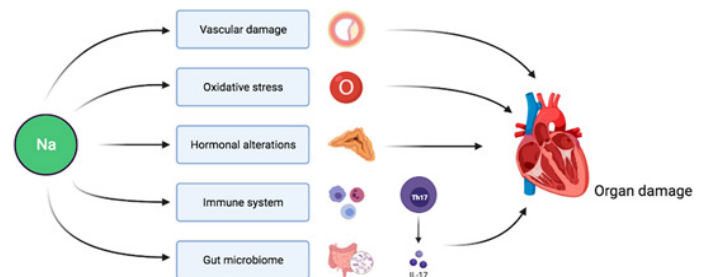 Vascular damage
Oxidative stress
O
Na
Hormonal alterations
Organ damage
Immune system
Th17
Gut microbiome
IL-17